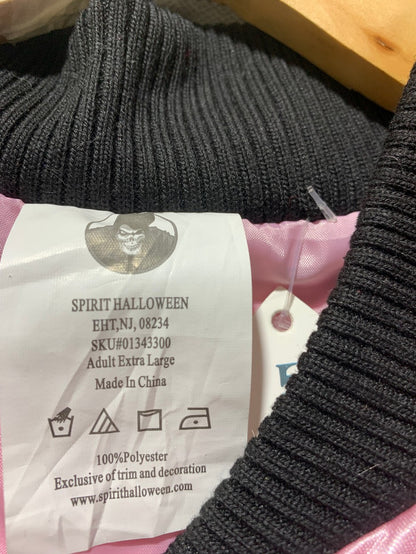 SPIRIT HALLOWEEN
EHT,NJ, 08234
SKU#01343300
Adult Extra Large
Made In China
100%Polyester
Exclusive of trim and decoration
www.spirithalloween.com